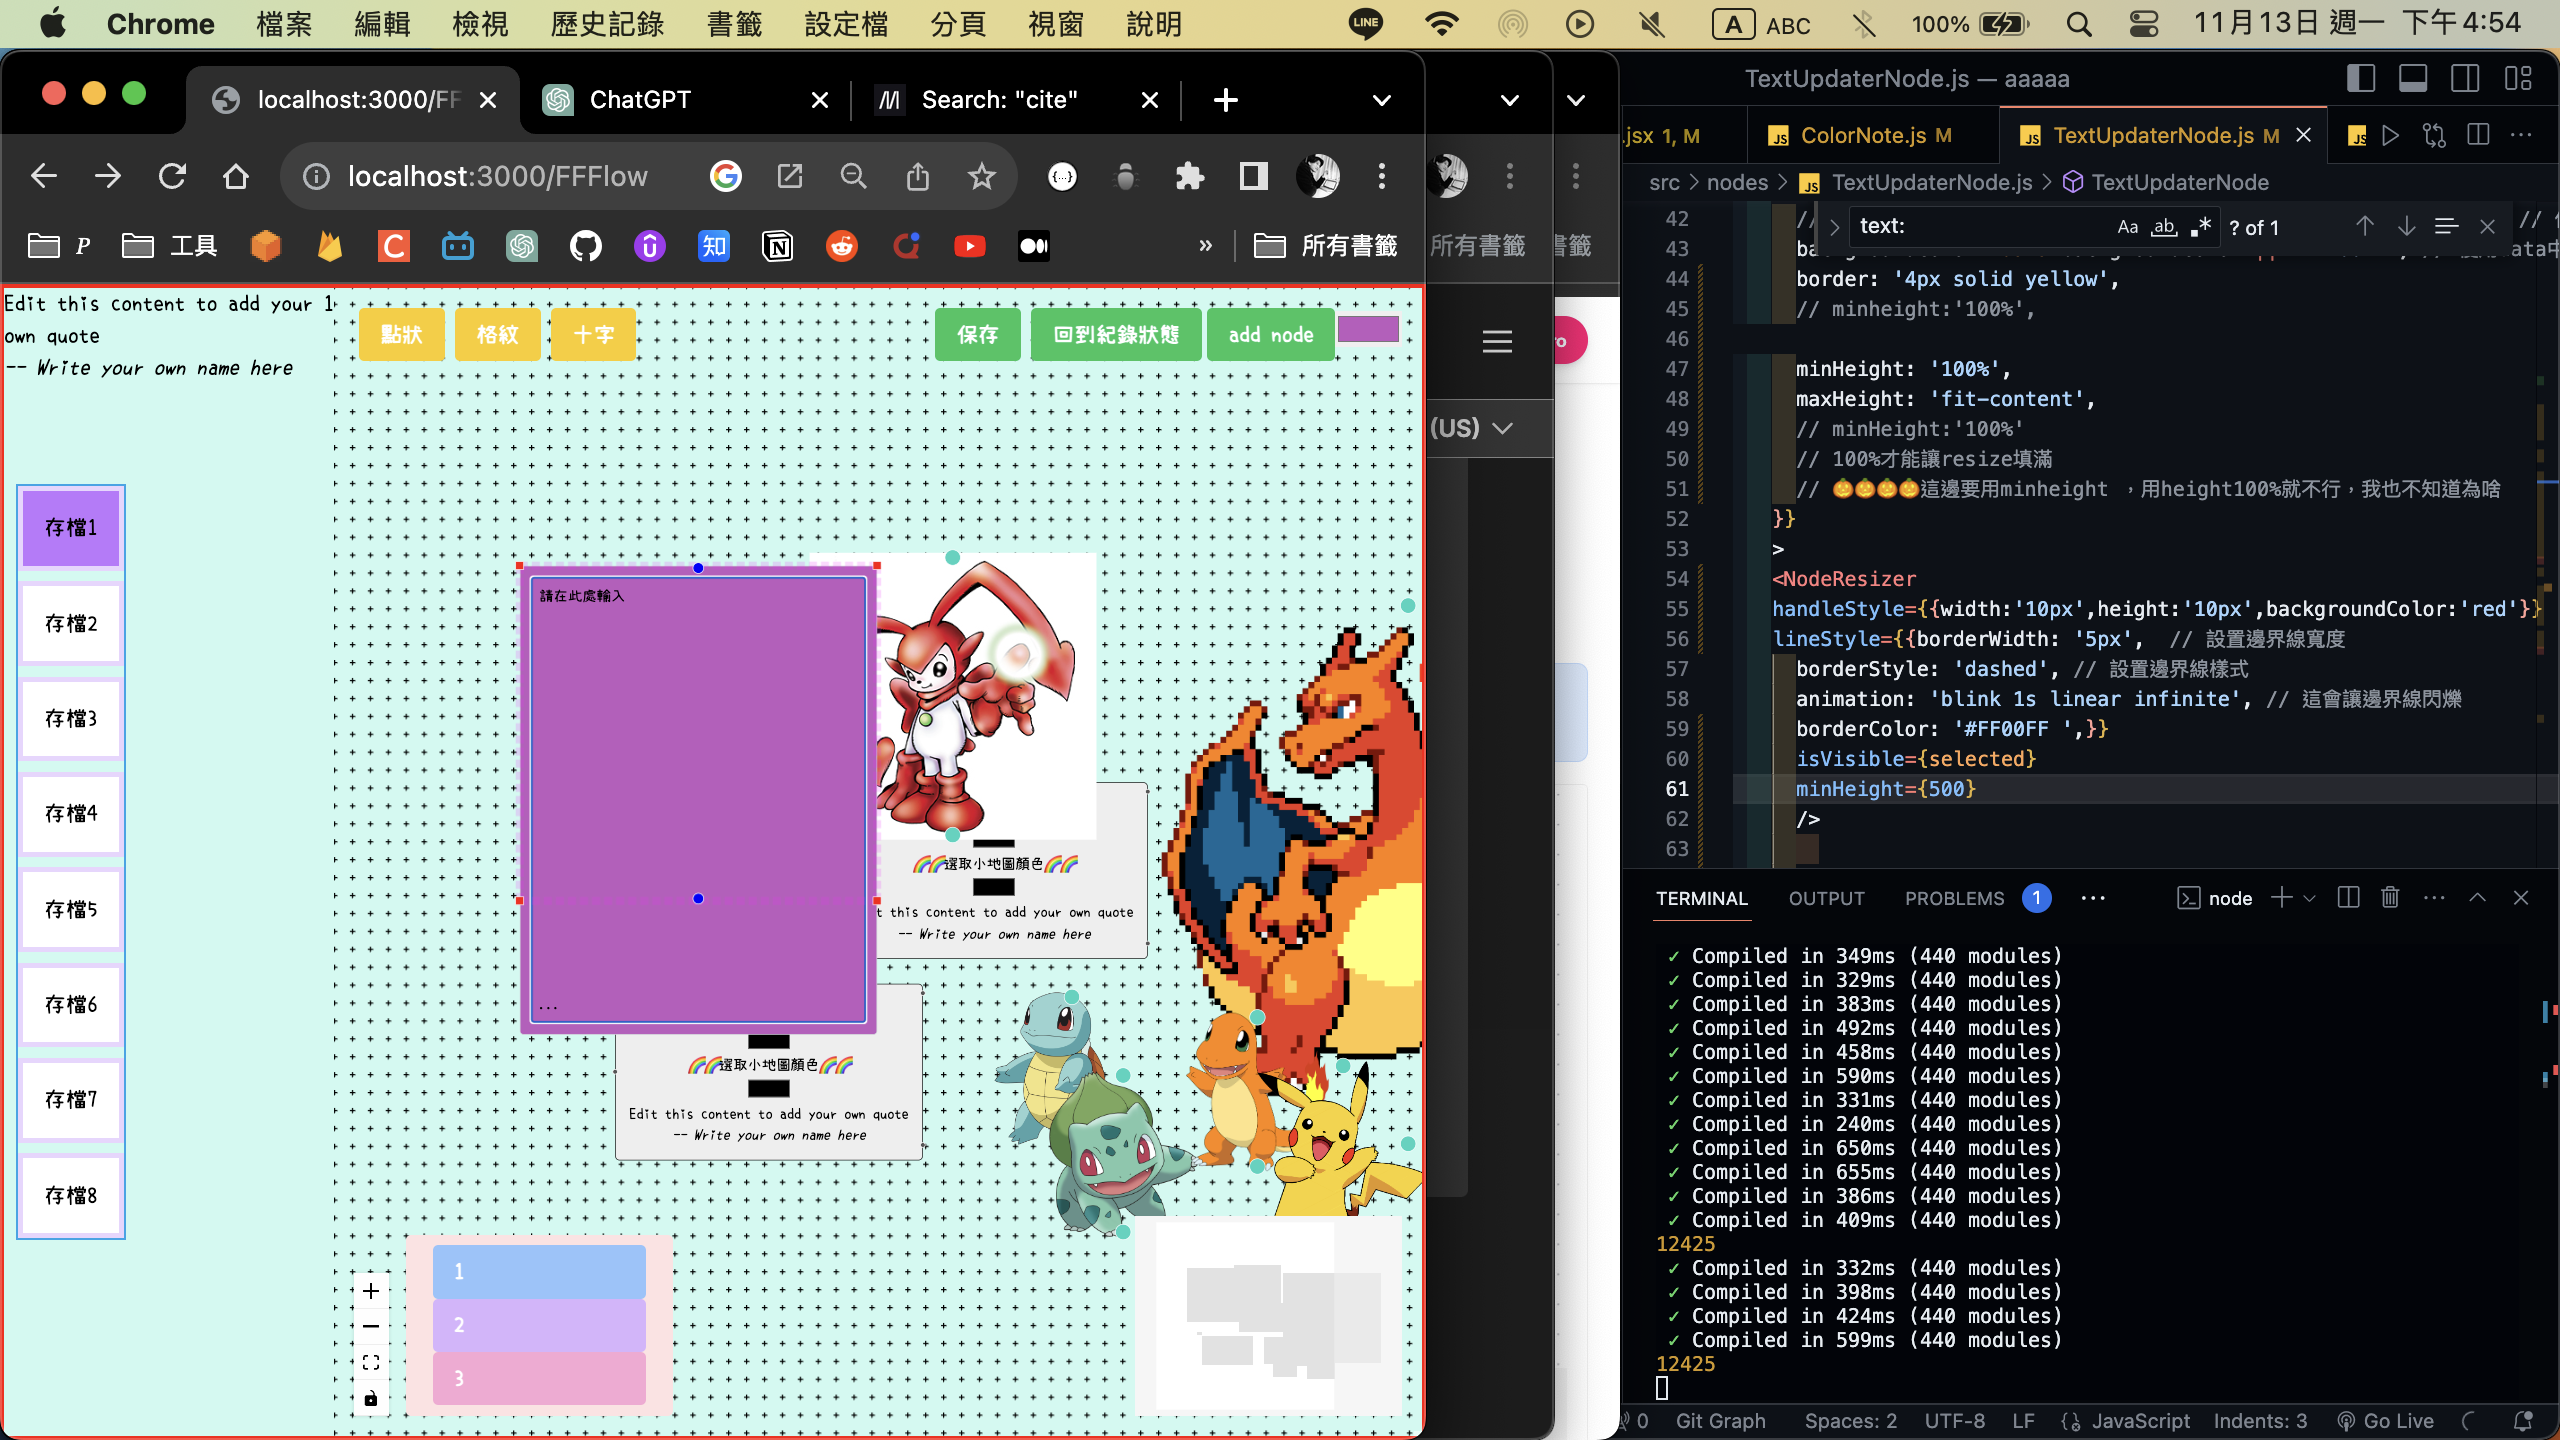 Chrome 檔案 編輯 檢視 歷史記錄 書籤 設定檔 分頁 視窗 說明 LINE A ABC 100% 11月13日 週一 下午4:54
localhost:3000/FF
ChatGPT
Search: "cite"
localhost:3000/FFFlow
P
工具
知
所有書籤
所有書籤
書籤
Edit this content to add your 1
own quote
-- Write your own name here
點狀
格紋
十字
保存
回到紀錄狀態
add node
存檔1
存檔2
存檔3
存檔4
存檔5
存檔6
存檔7
存檔8
請在此處輸入
...
🌈🌈選取小地圖顏色🌈🌈
t this content to add your own quote
-- Write your own name here
🌈🌈選取小地圖顏色🌈🌈
Edit this content to add your own quote
-- Write your own name here
1
2
3
(US)
TextUpdaterNode.js — aaaaa
.jsx 1, M
JS ColorNote.js M
JS TextUpdaterNode.js M
JS
src > nodes > JS TextUpdaterNode.js > TextUpdaterNode
text:
Aa ab .* ? of 1
42 //
43 ba
ata中
44 border: '4px solid yellow',
45 // minheight:'100%',
46
47 minHeight: '100%',
48 maxHeight: 'fit-content',
49 // minHeight:'100%'
50 // 100%才能讓resize填滿
51 // 🎃🎃🎃🎃這邊要用minheight ，用height100%就不行，我也不知道為啥
52 }}
53 >
54 <NodeResizer
55 handleStyle={{width:'10px',height:'10px',backgroundColor:'red'}}
56 lineStyle={{borderWidth: '5px', // 設置邊界線寬度
57 borderStyle: 'dashed', // 設置邊界線樣式
58 animation: 'blink 1s linear infinite', // 這會讓邊界線閃爍
59 borderColor: '#FF00FF ',}}
60 isVisible={selected}
61 minHeight={500}
62 />
63
TERMINAL OUTPUT PROBLEMS 1 ··· node
✓ Compiled in 349ms (440 modules)
✓ Compiled in 329ms (440 modules)
✓ Compiled in 383ms (440 modules)
✓ Compiled in 492ms (440 modules)
✓ Compiled in 458ms (440 modules)
✓ Compiled in 590ms (440 modules)
✓ Compiled in 331ms (440 modules)
✓ Compiled in 240ms (440 modules)
✓ Compiled in 650ms (440 modules)
✓ Compiled in 655ms (440 modules)
✓ Compiled in 386ms (440 modules)
✓ Compiled in 409ms (440 modules)
12425
✓ Compiled in 332ms (440 modules)
✓ Compiled in 398ms (440 modules)
✓ Compiled in 424ms (440 modules)
✓ Compiled in 599ms (440 modules)
12425
0 Git Graph Spaces: 2 UTF-8 LF JavaScript Indents: 3 Go Live